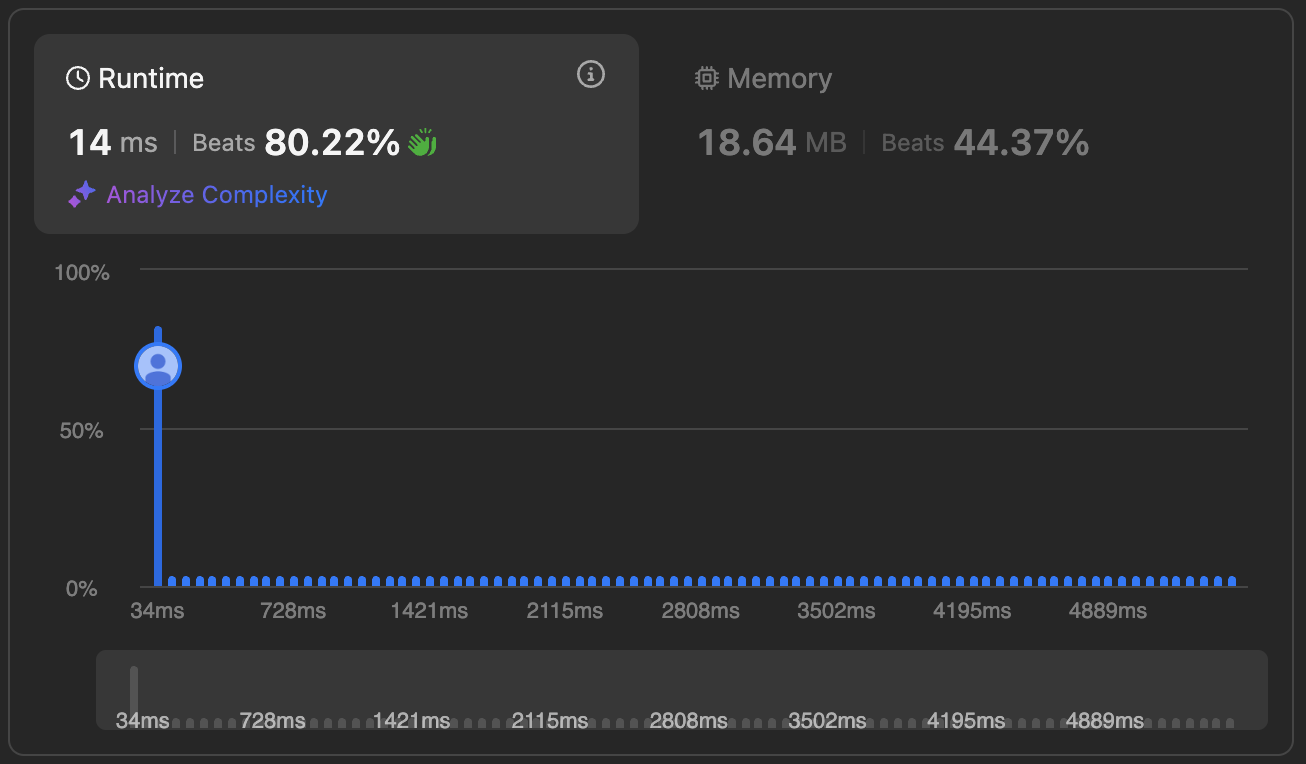 Runtime
14 ms | Beats 80.22%
Analyze Complexity
Memory
18.64 MB | Beats 44.37%
100%
50%
0%
34ms 728ms 1421ms 2115ms 2808ms 3502ms 4195ms 4889ms
34ms 728ms 1421ms 2115ms 2808ms 3502ms 4195ms 4889ms